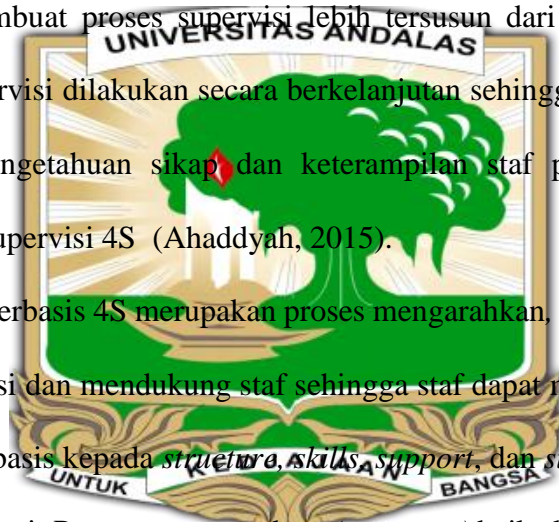 mbuat proses supervisi lebih tersusun dari
UNIVERSITAS ANDALAS
rvisi dilakukan secara berkelanjutan sehingg
ngetahuan sikap dan keterampilan staf p
upervisi 4S (Ahaddyah, 2015).
erbasis 4S merupakan proses mengarahkan,
si dan mendukung staf sehingga staf dapat
basis kepada structure, skills, support, dan
KEDJAJAAN
UNTUK BANGSA